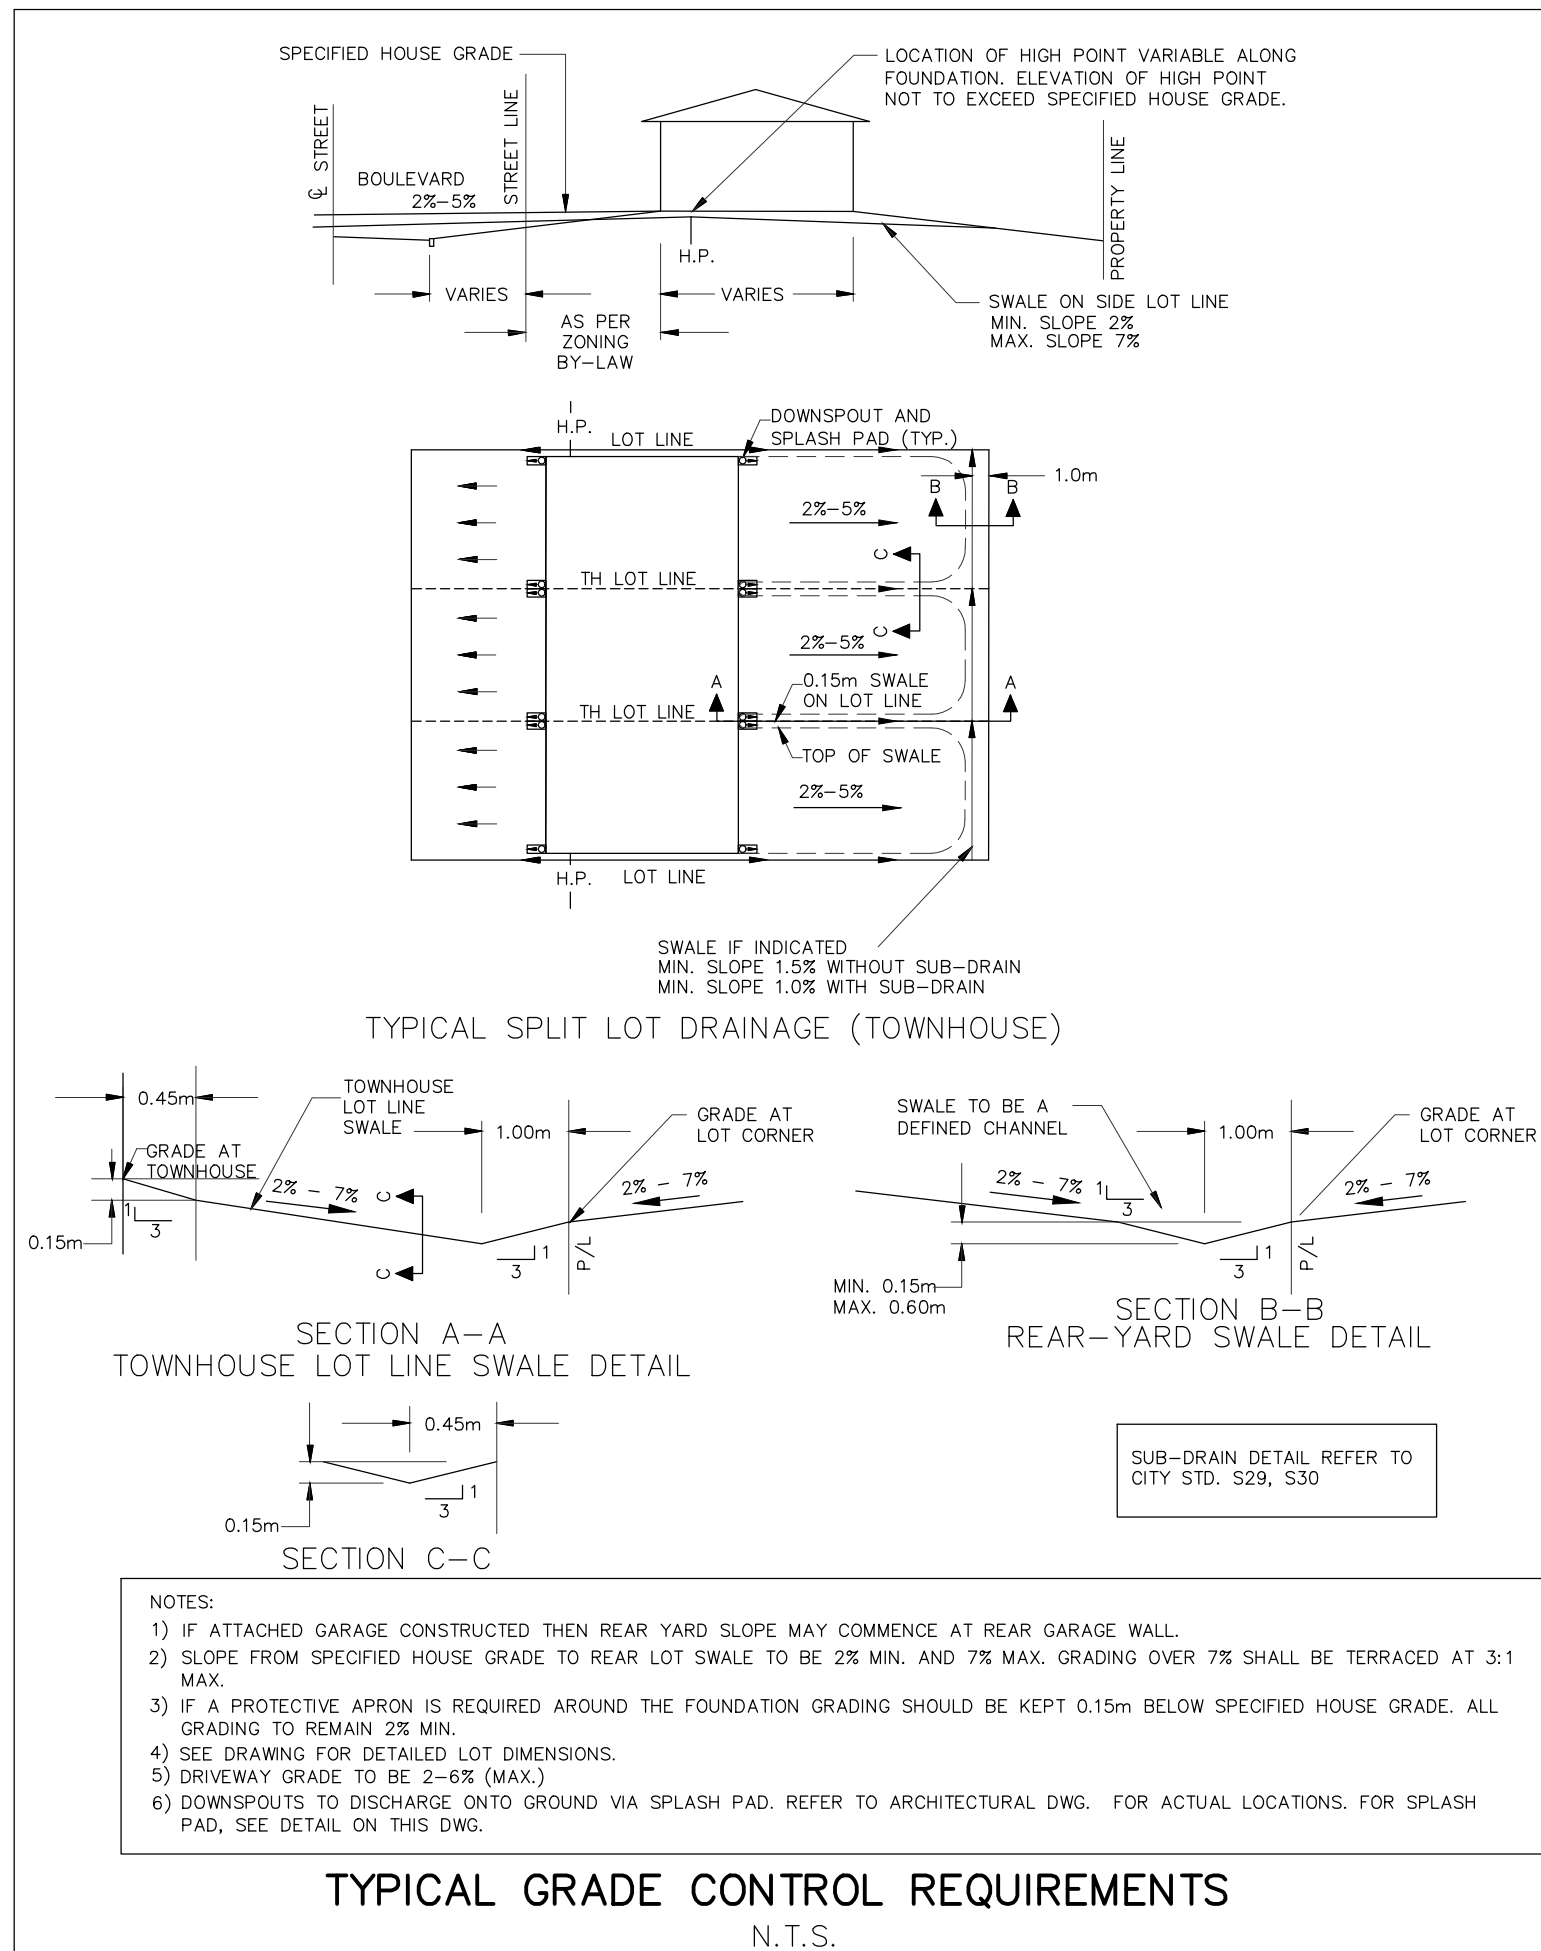 SPECIFIED HOUSE GRADE
LOCATION OF HIGH POINT VARIABLE ALONG
FOUNDATION. ELEVATION OF HIGH POINT
NOT TO EXCEED SPECIFIED HOUSE GRADE.
℄ STREET
STREET LINE
BOULEVARD
2%-5%
PROPERTY LINE
H.P.
VARIES
VARIES
SWALE ON SIDE LOT LINE
MIN. SLOPE 2%
MAX. SLOPE 7%
AS PER
ZONING
BY-LAW
H.P.
LOT LINE
DOWNSPOUT AND
SPLASH PAD (TYP.)
1.0m
B
B
2%-5%
C
TH LOT LINE
C
2%-5%
A
A
0.15m SWALE
ON LOT LINE
TH LOT LINE
TOP OF SWALE
2%-5%
H.P.
LOT LINE
SWALE IF INDICATED
MIN. SLOPE 1.5% WITHOUT SUB-DRAIN
MIN. SLOPE 1.0% WITH SUB-DRAIN
TYPICAL SPLIT LOT DRAINAGE (TOWNHOUSE)
0.45m
TOWNHOUSE
LOT LINE
SWALE
1.00m
GRADE AT
LOT CORNER
GRADE AT
TOWNHOUSE
2% - 7%
C
2% - 7%
1
3
0.15m
C
1
3
P/L
SECTION A-A
TOWNHOUSE LOT LINE SWALE DETAIL
SWALE TO BE A
DEFINED CHANNEL
1.00m
GRADE AT
LOT CORNER
2% - 7%
1
3
2% - 7%
1
3
P/L
MIN. 0.15m
MAX. 0.60m
SECTION B-B
REAR-YARD SWALE DETAIL
0.45m
1
3
0.15m
SECTION C-C
SUB-DRAIN DETAIL REFER TO
CITY STD. S29, S30
NOTES:
1) IF ATTACHED GARAGE CONSTRUCTED THEN REAR YARD SLOPE MAY COMMENCE AT REAR GARAGE WALL.
2) SLOPE FROM SPECIFIED HOUSE GRADE TO REAR LOT SWALE TO BE 2% MIN. AND 7% MAX. GRADING OVER 7% SHALL BE TERRACED AT 3:1
MAX.
3) IF A PROTECTIVE APRON IS REQUIRED AROUND THE FOUNDATION GRADING SHOULD BE KEPT 0.15m BELOW SPECIFIED HOUSE GRADE. ALL
GRADING TO REMAIN 2% MIN.
4) SEE DRAWING FOR DETAILED LOT DIMENSIONS.
5) DRIVEWAY GRADE TO BE 2-6% (MAX.)
6) DOWNSPOUTS TO DISCHARGE ONTO GROUND VIA SPLASH PAD. REFER TO ARCHITECTURAL DWG. FOR ACTUAL LOCATIONS. FOR SPLASH
PAD, SEE DETAIL ON THIS DWG.
TYPICAL GRADE CONTROL REQUIREMENTS
N.T.S.